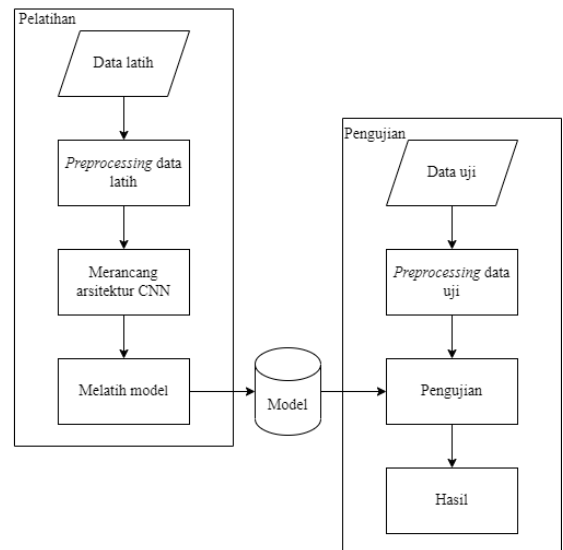 Pelatihan
Data latih
Preprocessing data
latih
Merancang
arsitektur CNN
Melatih model
Model
Pengujian
Data uji
Preprocessing data
uji
Pengujian
Hasil